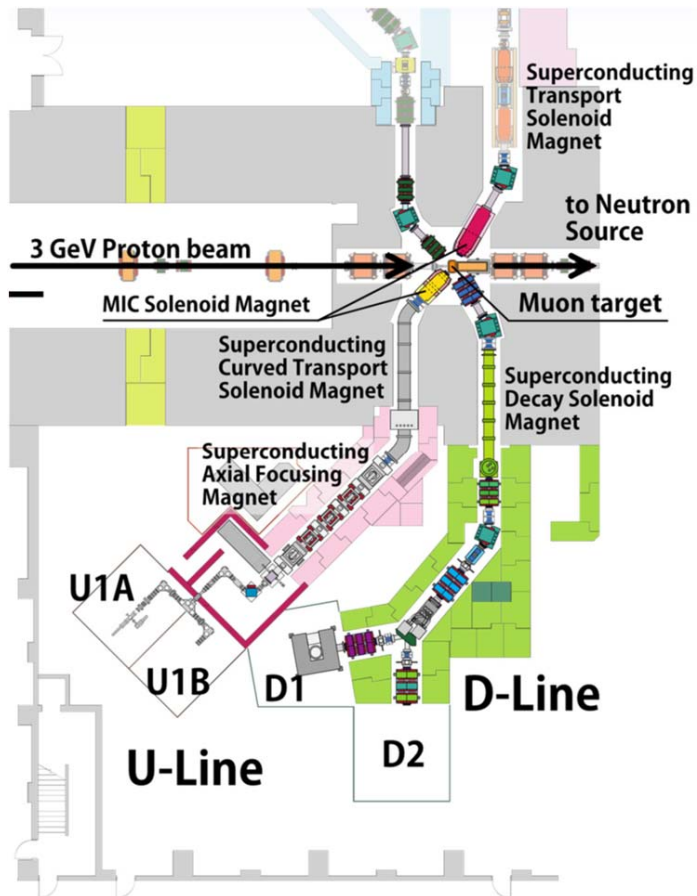 Superconducting
Transport
Solenoid
Magnet
to Neutron
Source
3 GeV Proton beam
MIC Solenoid Magnet
Muon target
Superconducting
Curved Transport
Solenoid Magnet
Superconducting
Decay Solenoid
Magnet
Superconducting
Axial Focusing
Magnet
U1A
U1B
D1
D-Line
D2
U-Line